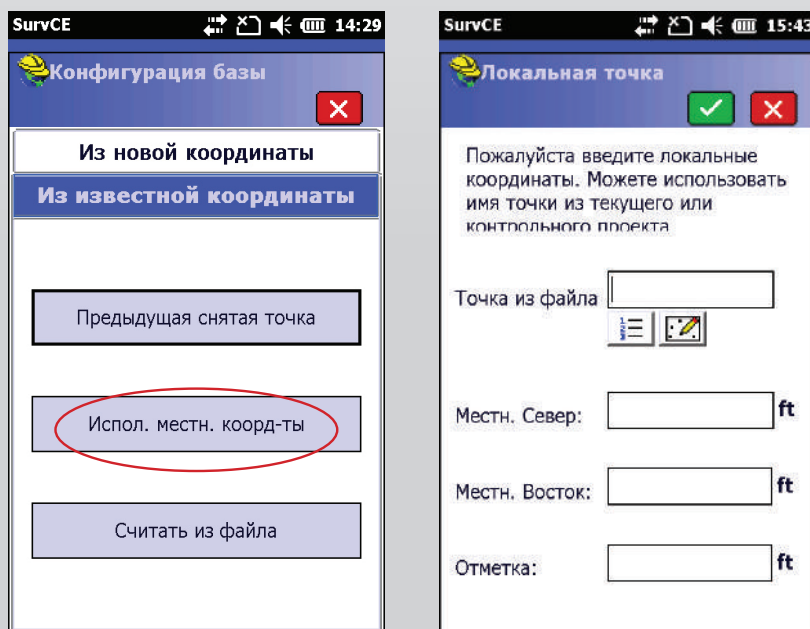 SurvCE 14:29
Конфигурация базы
Из новой координаты
Из известной координаты
Предыдущая снятая точка
Испол. местн. коорд-ты
Считать из файла
SurvCE 15:43
Локальная точка
Пожалуйста введите локальные
координаты. Можете использовать
имя точки из текущего или
контрольного проекта
Точка из файла
Местн. Север: ft
Местн. Восток: ft
Отметка: ft